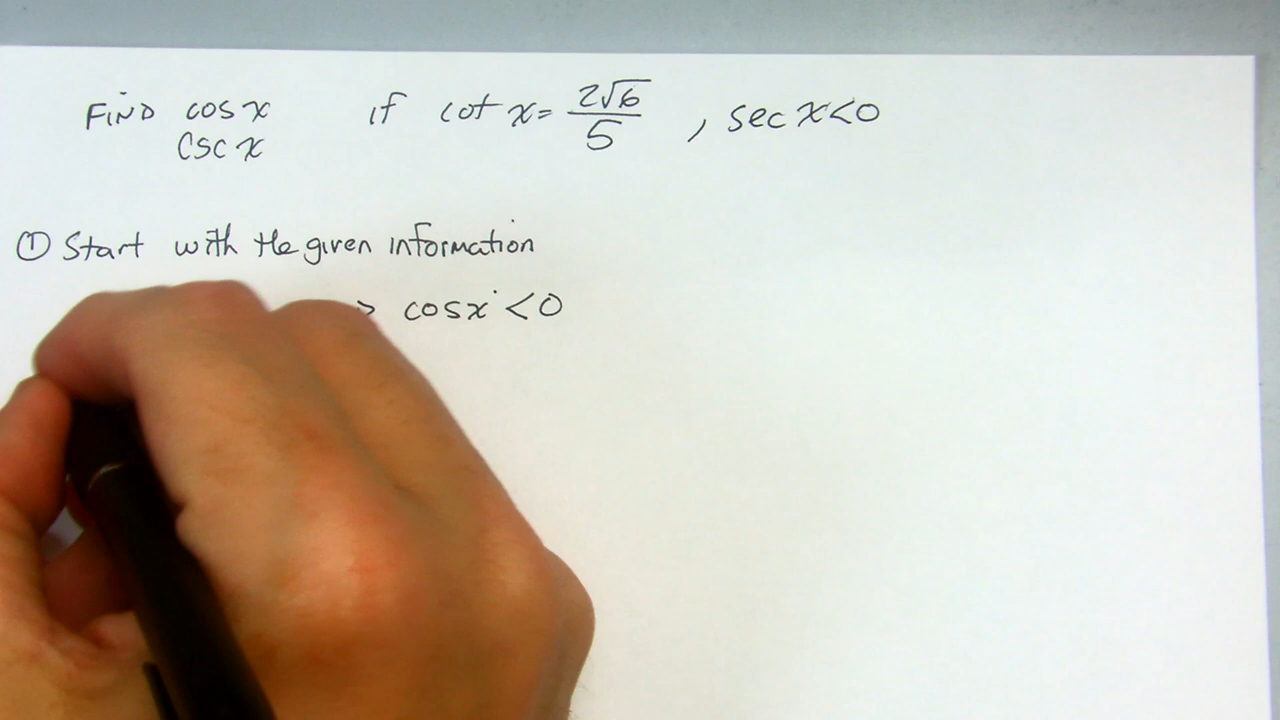 FIND cos x if cot x = 2√6/5 , sec x<0
csc x
① Start with the given information
> cos x < 0